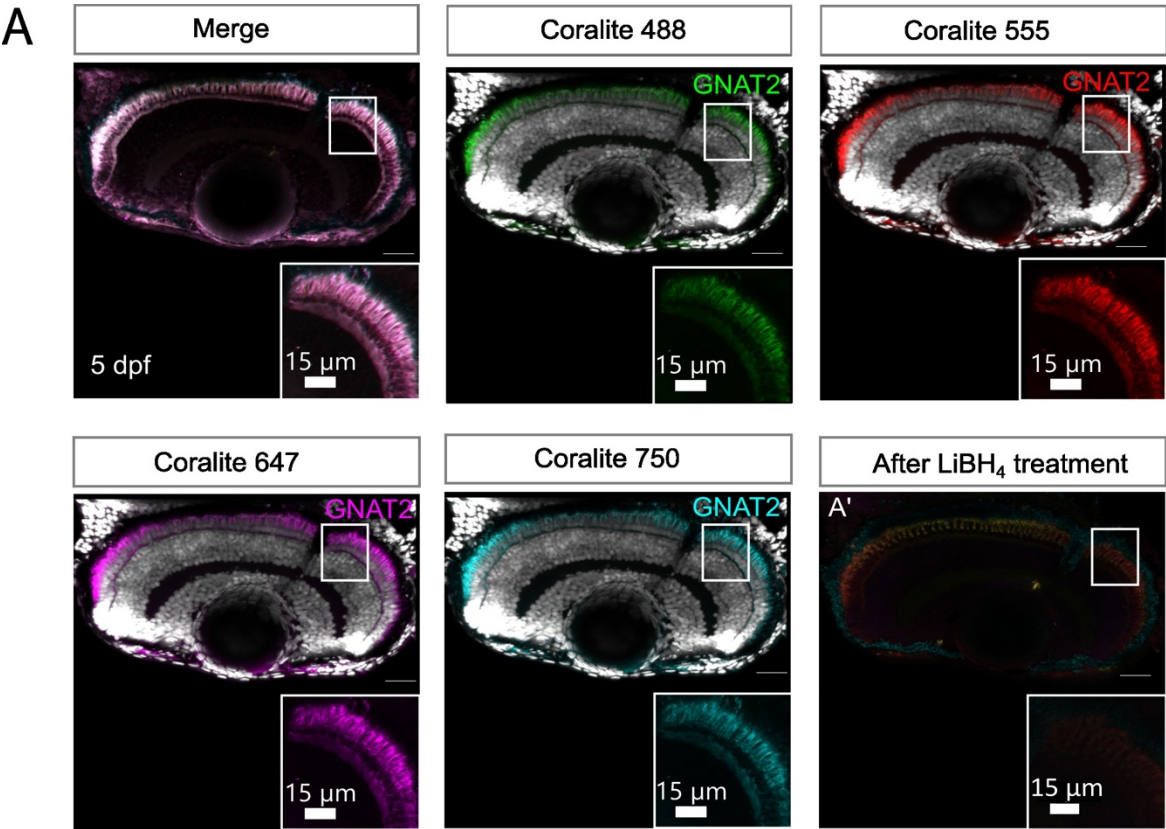 A
Merge
Coralite 488
Coralite 555
GNAT2
GNAT2
5 dpf
15 µm
15 µm
15 µm
Coralite 647
Coralite 750
After LiBH₄ treatment
GNAT2
GNAT2
A'
15 µm
15 µm
15 µm